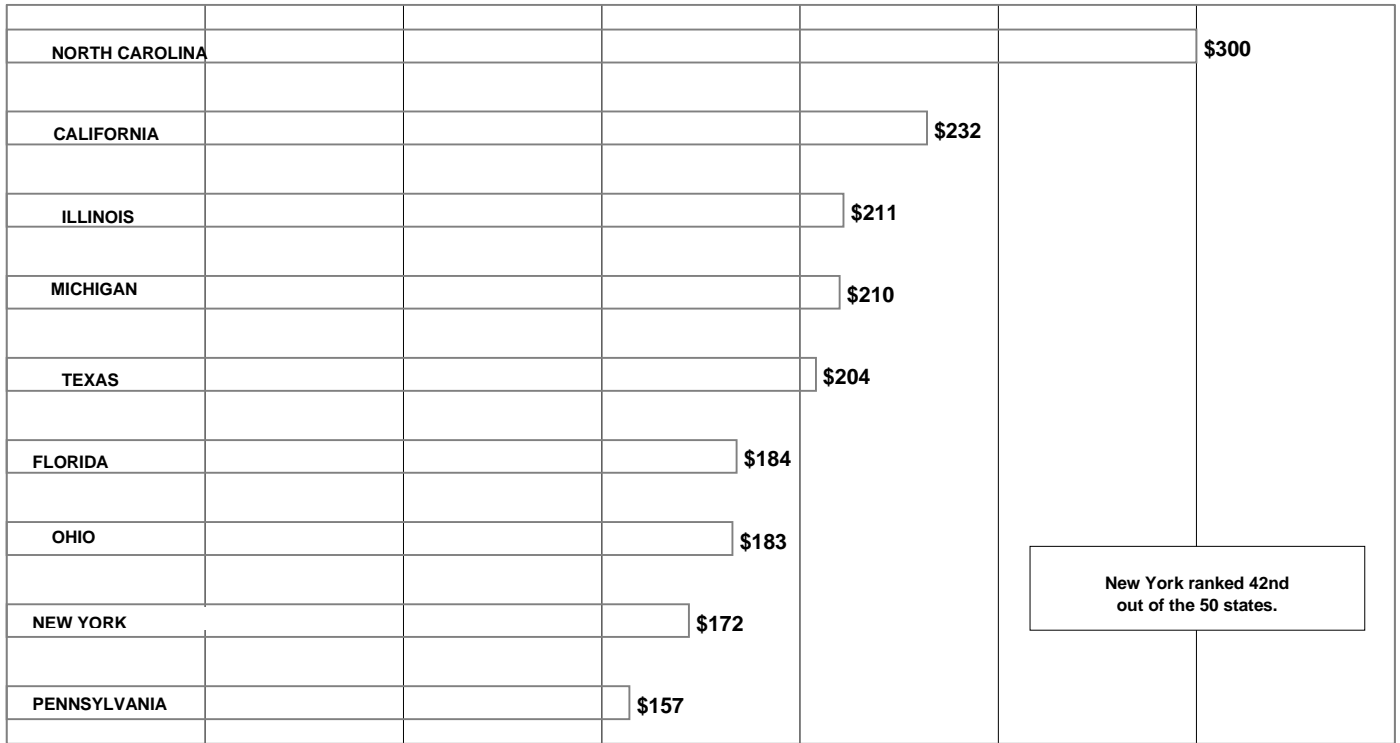 NORTH CAROLINA $300
CALIFORNIA $232
ILLINOIS $211
MICHIGAN $210
TEXAS $204
FLORIDA $184
OHIO $183
New York ranked 42nd
out of the 50 states.
NEW YORK $172
PENNSYLVANIA $157